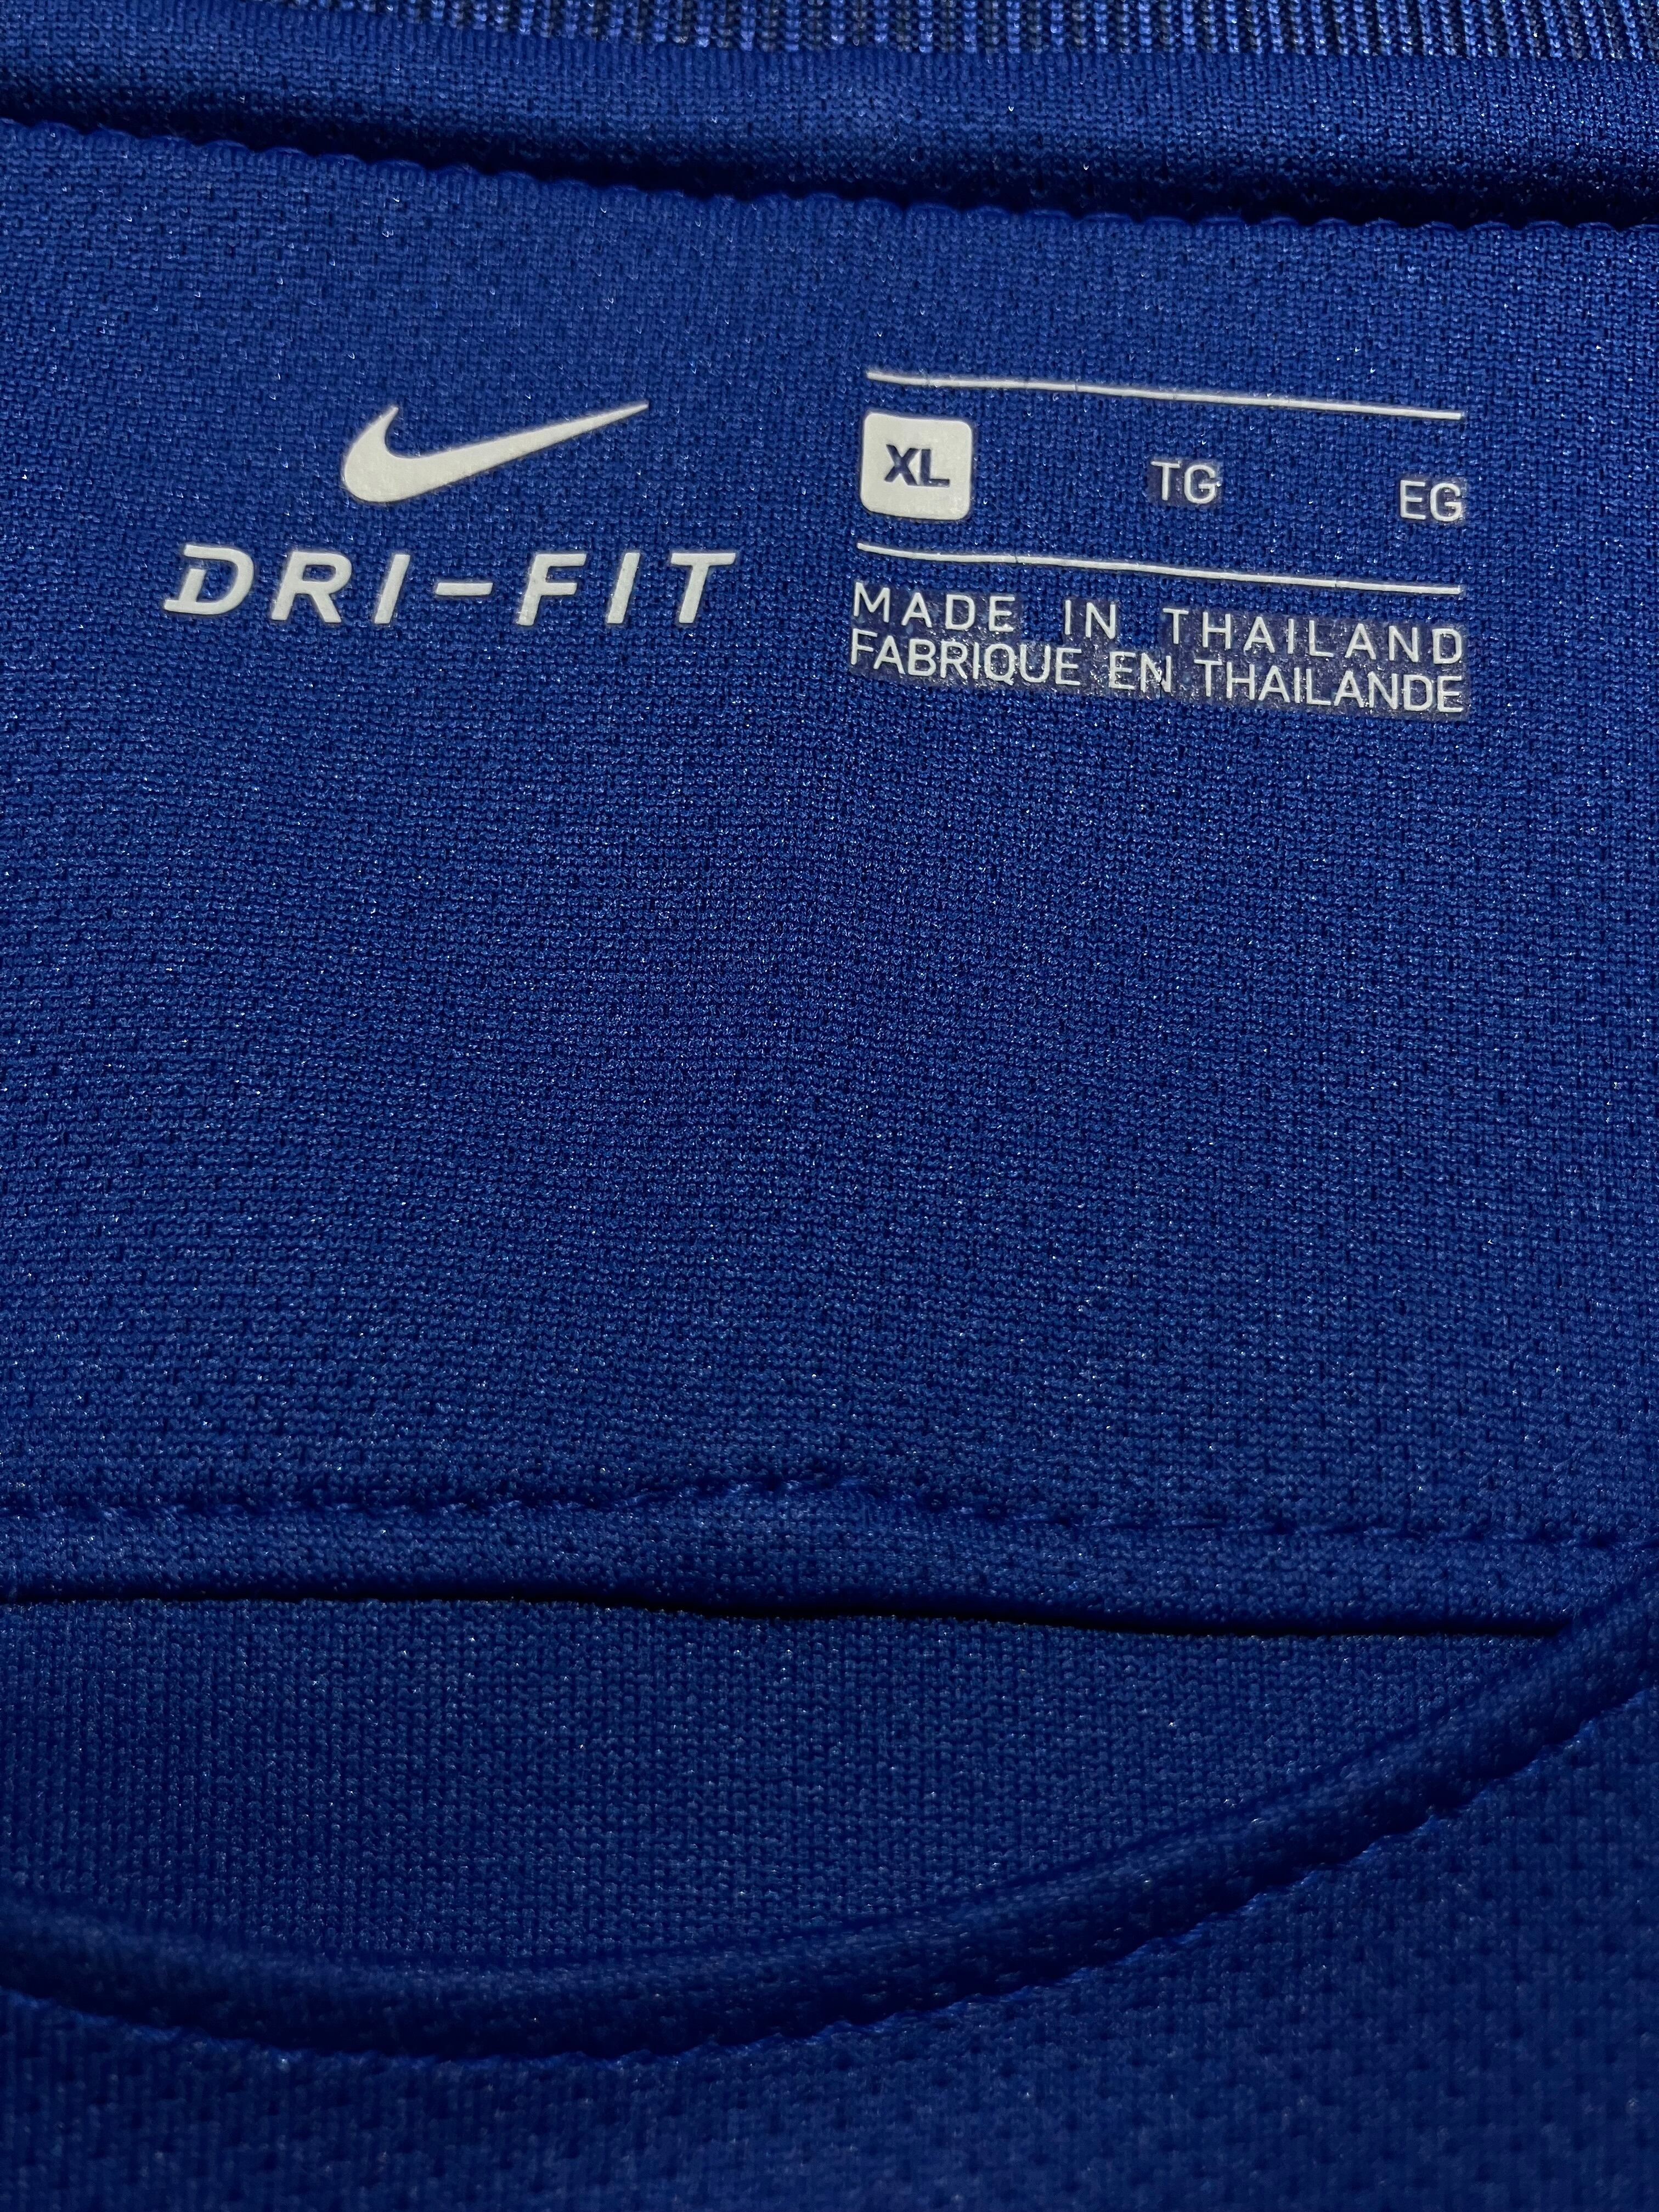 DRI-FIT
XL TG EG
MADE IN THAILAND
FABRIQUE EN THAILANDE